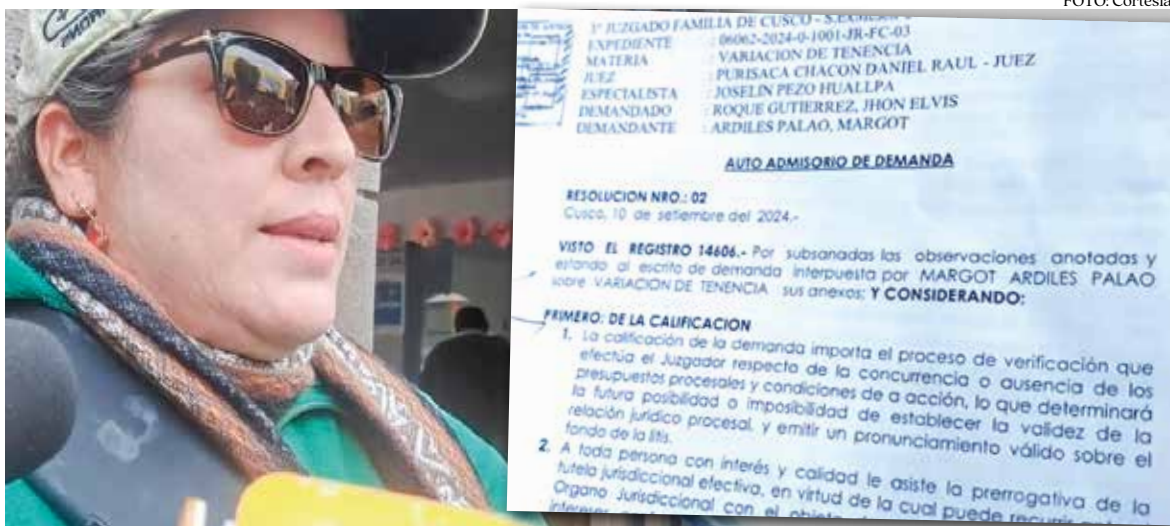 FOTO: Cortesía
1° JUZGADO FAMILIA DE CUSCO - S.
EXPEDIENTE : 06062-2024-0-1001-JR-FC-03
MATERIA : VARIACION DE TENENCIA
JUEZ : PURISACA CHACON DANIEL RAUL - JUEZ
ESPECIALISTA : JOSELIN PEZO HUALLPA
DEMANDADO : ROQUE GUTIERREZ, JHON ELVIS
DEMANDANTE : ARDILES PALAO, MARGOT
AUTO ADMISORIO DE DEMANDA
RESOLUCION NRO.: 02
Cusco, 10 de setiembre del 2024.-
VISTO EL REGISTRO 14606.- Por subsanadas las observaciones anotadas y
estando al escrito de demanda interpuesta por MARGOT ARDILES PALAO
sobre VARIACION DE TENENCIA sus anexos; Y CONSIDERANDO:
PRIMERO: DE LA CALIFICACION
1. La calificación de la demanda importa el proceso de verificación que
efectúa el Juzgador respecto de la concurrencia o ausencia de los
presupuestos procesales y condiciones de a acción, lo que determinará
la futura posibilidad o imposibilidad de establecer la validez de la
relación jurídico procesal, y emitir un pronunciamiento válido sobre el
fondo de la litis.
2. A toda persona con interés y calidad le asiste la prerrogativa de la
tutela jurisdiccional efectiva, en virtud de la cual puede recurrir
Organo Jurisdiccional con el
intereses